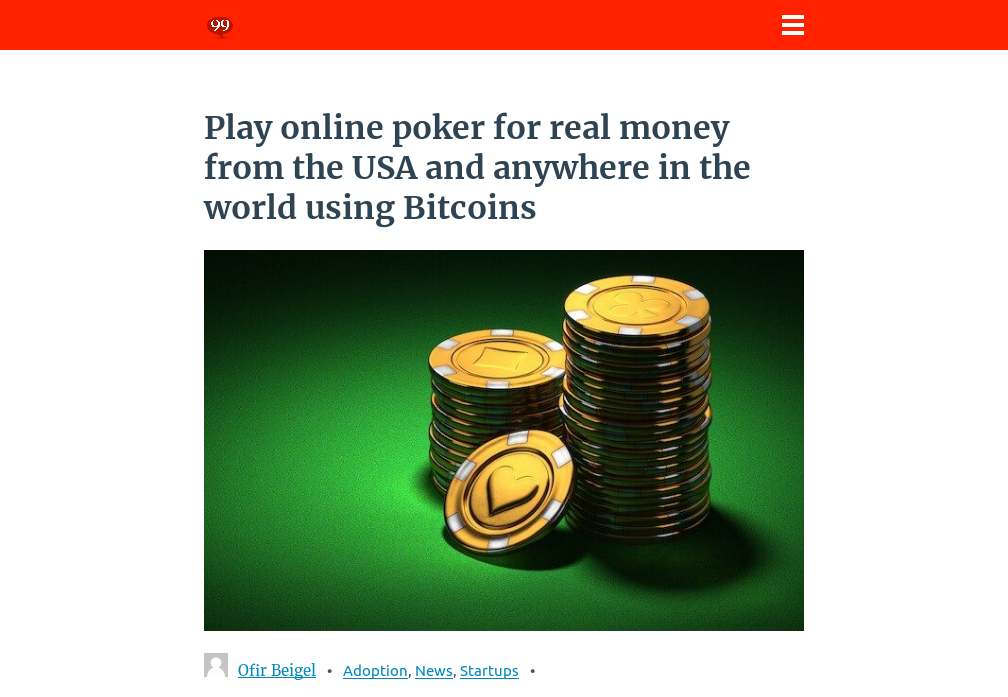 99
Play online poker for real money
from the USA and anywhere in the
world using Bitcoins
Ofir Beigel • Adoption, News, Startups •